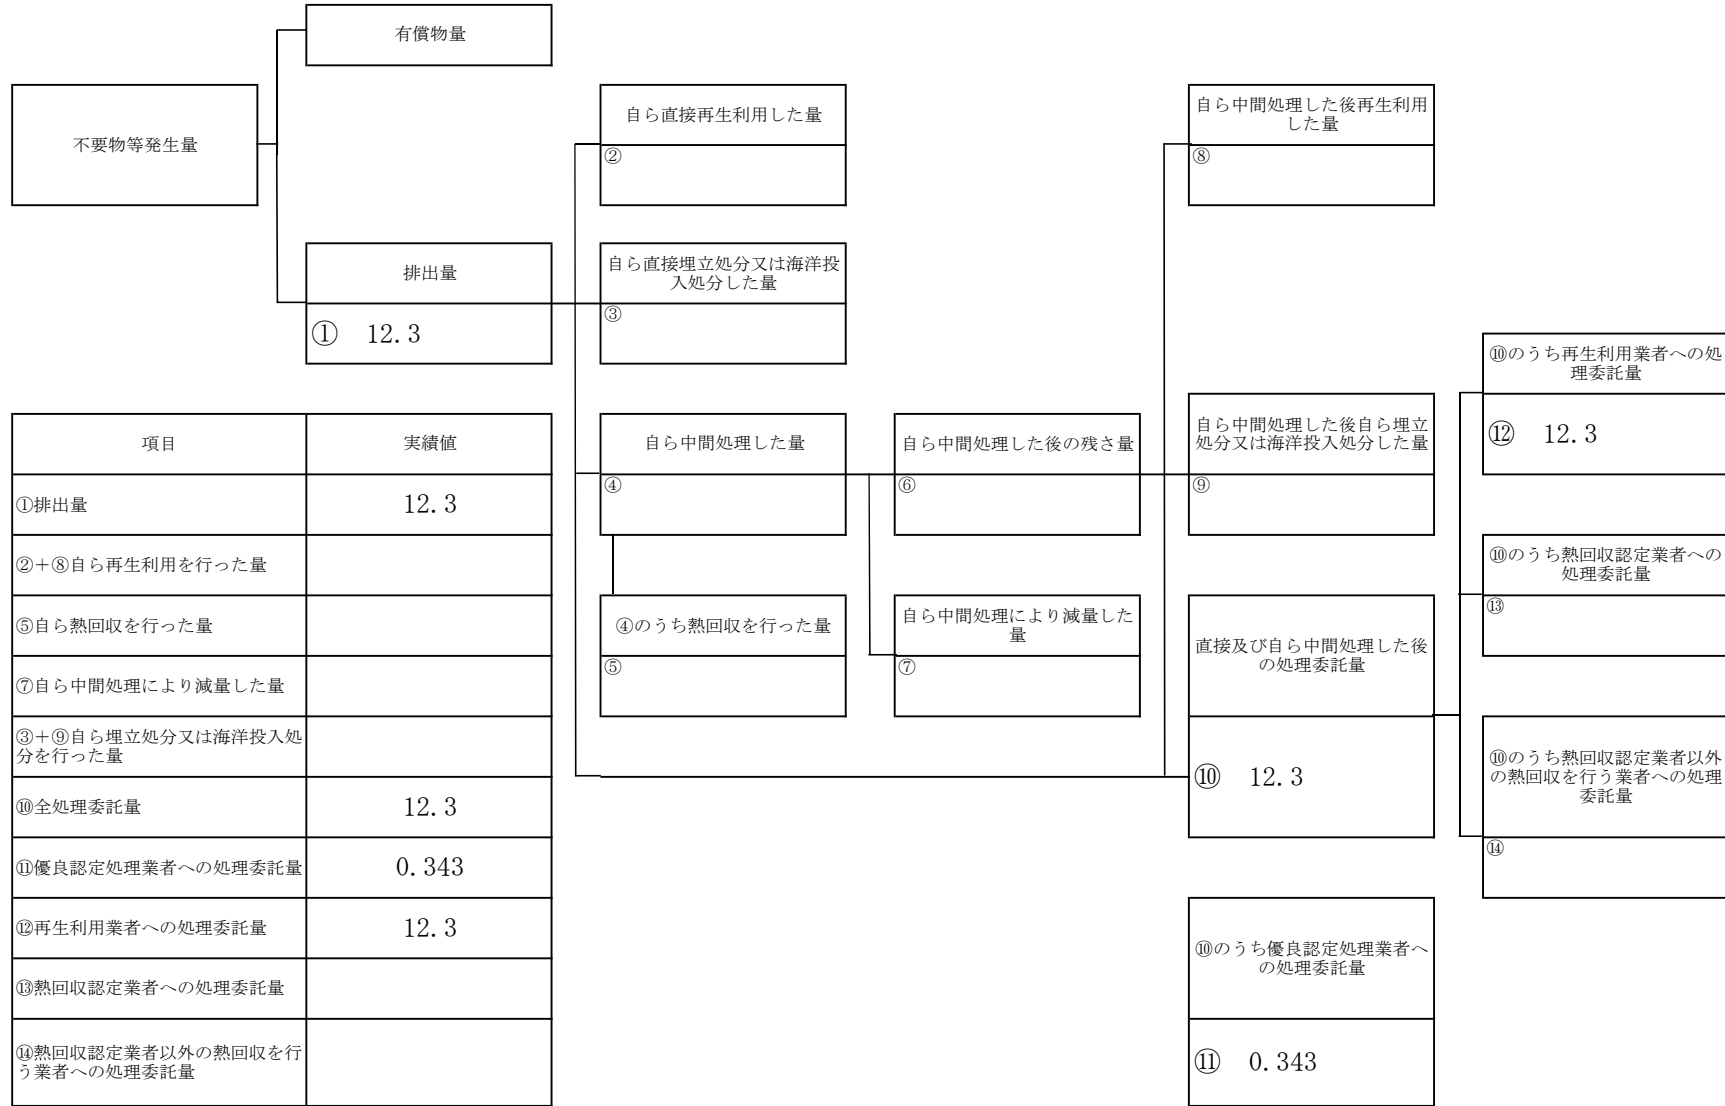 有償物量
不要物等発生量
自ら直接再生利用した量
②
自ら中間処理した後再生利用
した量
⑧
排出量
① 12.3
自ら直接埋立処分又は海洋投
入処分した量
③
⑩のうち再生利用業者への処
理委託量
⑫ 12.3
項目 実績値
①排出量 12.3
②+⑧自ら再生利用を行った量
⑤自ら熱回収を行った量
⑦自ら中間処理により減量した量
③+⑨自ら埋立処分又は海洋投入処
分を行った量
⑩全処理委託量 12.3
⑪優良認定処理業者への処理委託量 0.343
⑫再生利用業者への処理委託量 12.3
⑬熱回収認定業者への処理委託量
⑭熱回収認定業者以外の熱回収を行
う業者への処理委託量
自ら中間処理した量
④
自ら中間処理した後の残さ量
⑥
自ら中間処理した後自ら埋立
処分又は海洋投入処分した量
⑨
④のうち熱回収を行った量
⑤
自ら中間処理により減量した
量
⑦
直接及び自ら中間処理した後
の処理委託量
⑩ 12.3
⑩のうち熱回収認定業者への
処理委託量
⑬
⑩のうち熱回収認定業者以外
の熱回収を行う業者への処理
委託量
⑭
⑩のうち優良認定処理業者へ
の処理委託量
⑪ 0.343